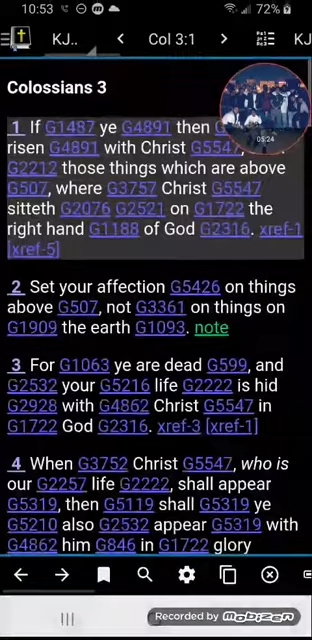 10:53 72%
KJ... Col 3:1 KJ
Colossians 3
05:24
1 If G1487 ye G4891 then
risen G4891 with Christ G5547,
G2212 those things which are above
G507, where G3757 Christ G5547
sitteth G2076 G2521 on G1722 the
right hand G1188 of God G2316. xref-1
[xref-5]
2 Set your affection G5426 on things
above G507, not G3361 on things on
G1909 the earth G1093. note
3 For G1063 ye are dead G599, and
G2532 your G5216 life G2222 is hid
G2928 with G4862 Christ G5547 in
G1722 God G2316. xref-3 [xref-1]
4 When G3752 Christ G5547, who is
our G2257 life G2222, shall appear
G5319, then G5119 shall G5319 ye
G5210 also G2532 appear G5319 with
G4862 him G846 in G1722 glory
Recorded by Mobizen